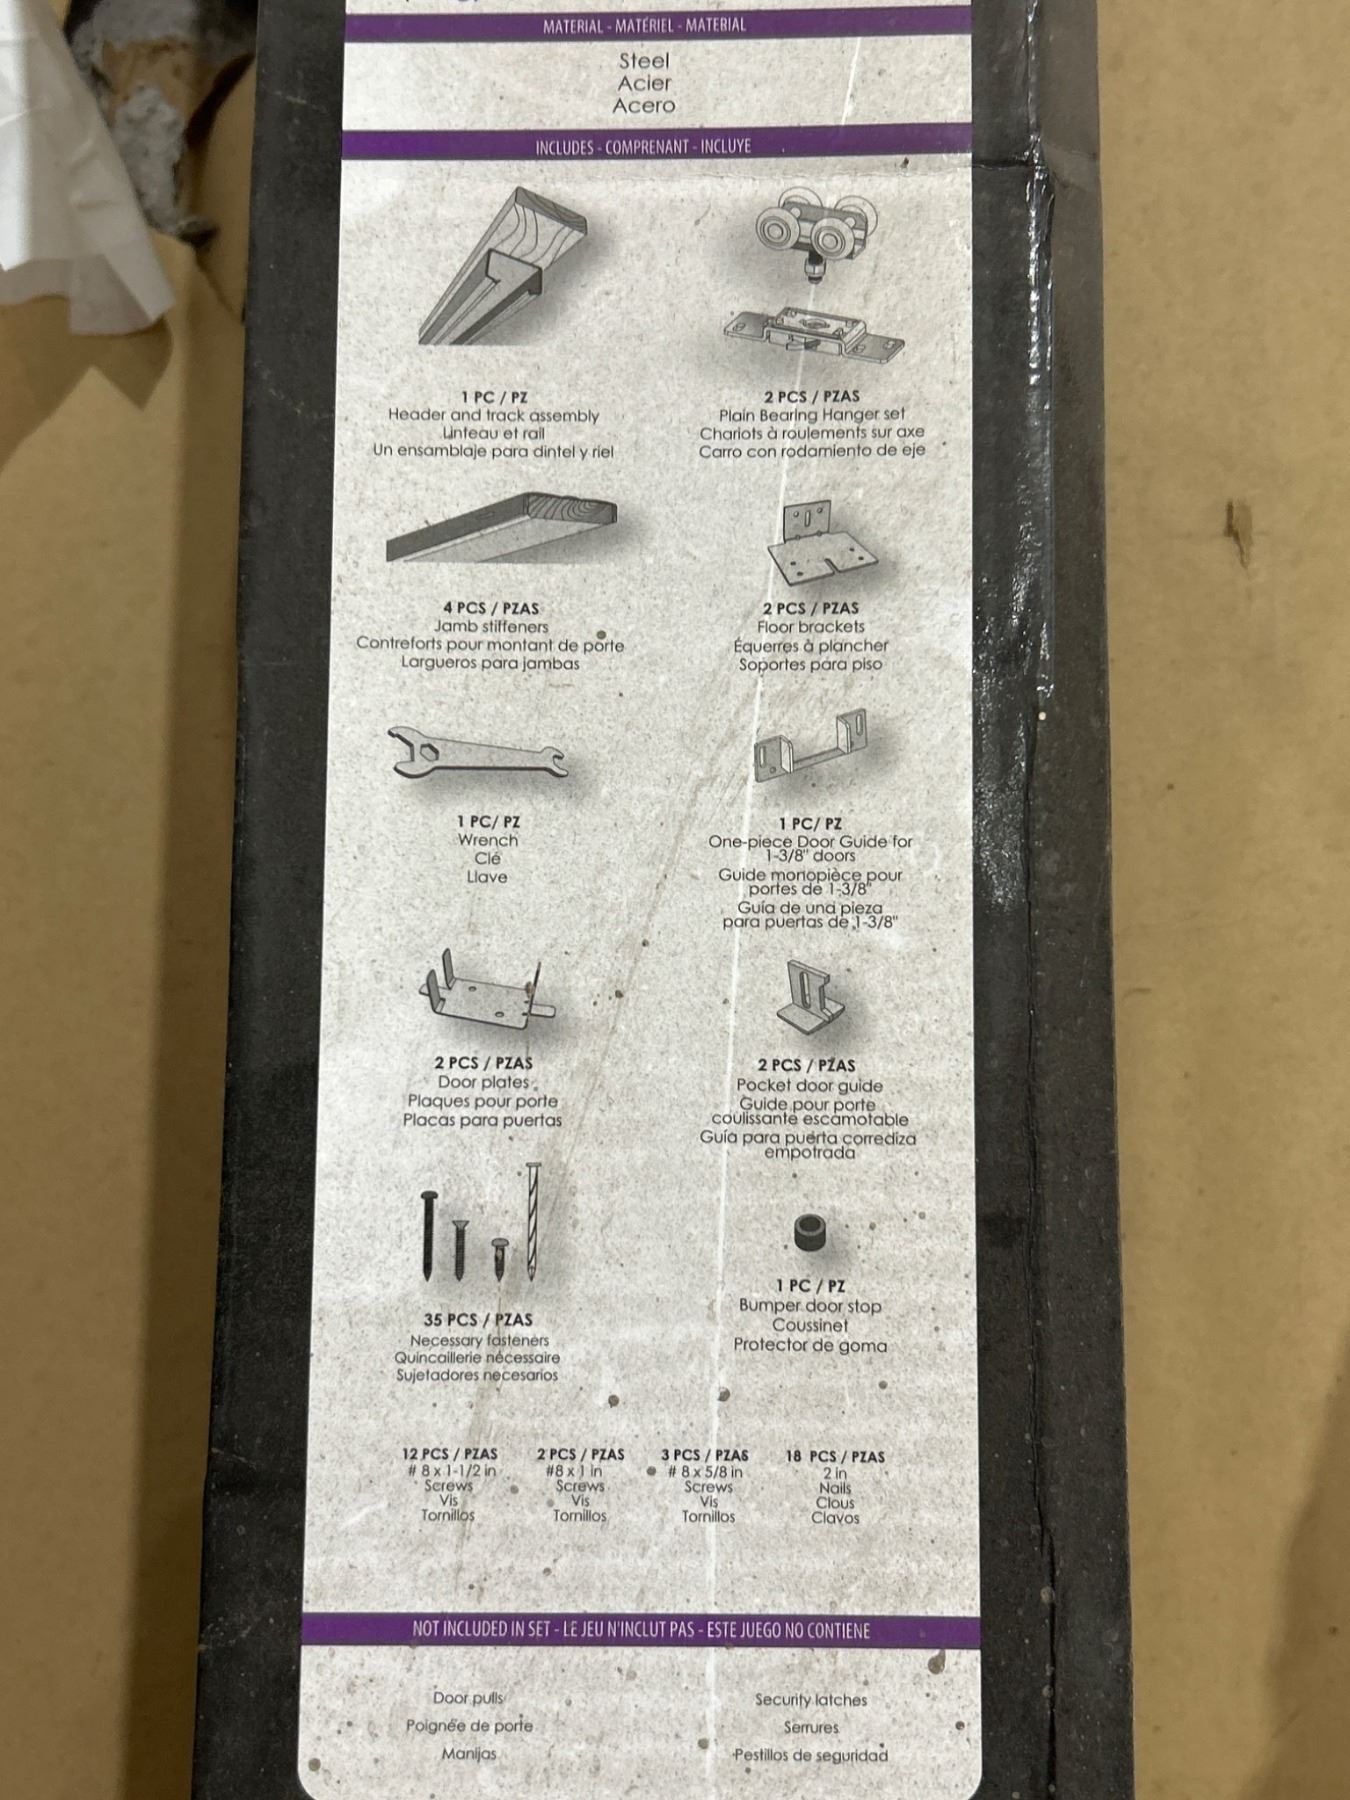 MATERIAL - MATÉRIEL - MATERIAL
Steel
Acier
Acero
INCLUDES - COMPRENANT - INCLUYE
1 PC / PZ
Header and track assembly
Linteau et rail
Un ensamblaje para dintel y riel
2 PCS / PZAS
Plain Bearing Hanger set
Chariots à roulements sur axe
Carro con rodamiento de eje
4 PCS / PZAS
Jamb stiffeners
Contreforts pour montant de porte
Largueros para jambas
2 PCS / PZAS
Floor brackets
Équerres à plancher
Soportes para piso
1 PC/ PZ
Wrench
Clé
Llave
1 PC/ PZ
One-piece Door Guide for
1-3/8" doors
Guide monopièce pour
portes de 1-3/8"
Guía de una pieza
para puertas de 1-3/8"
2 PCS / PZAS
Door plates
Plaques pour porte
Placas para puertas
2 PCS / PZAS
Pocket door guide
Guide pour porte
coulissante escamotable
Guía para puerta corrediza
empotrada
35 PCS / PZAS
Necessary fasteners
Quincaillerie nécessaire
Sujetadores necesarios
1 PC / PZ
Bumper door stop
Coussinet
Protector de goma
12 PCS / PZAS
# 8 x 1-1/2 in
Screws
Vis
Tornillos
2 PCS / PZAS
#8 x 1 in
Screws
Vis
Tornillos
3 PCS / PZAS
# 8 x 5/8 in
Screws
Vis
Tornillos
18 PCS / PZAS
2 in
Nails
Clous
Clavos
NOT INCLUDED IN SET - LE JEU N'INCLUT PAS - ESTE JUEGO NO CONTIENE
Door pulls
Poignée de porte
Manijas
Security latches
Serrures
Pestillos de seguridad